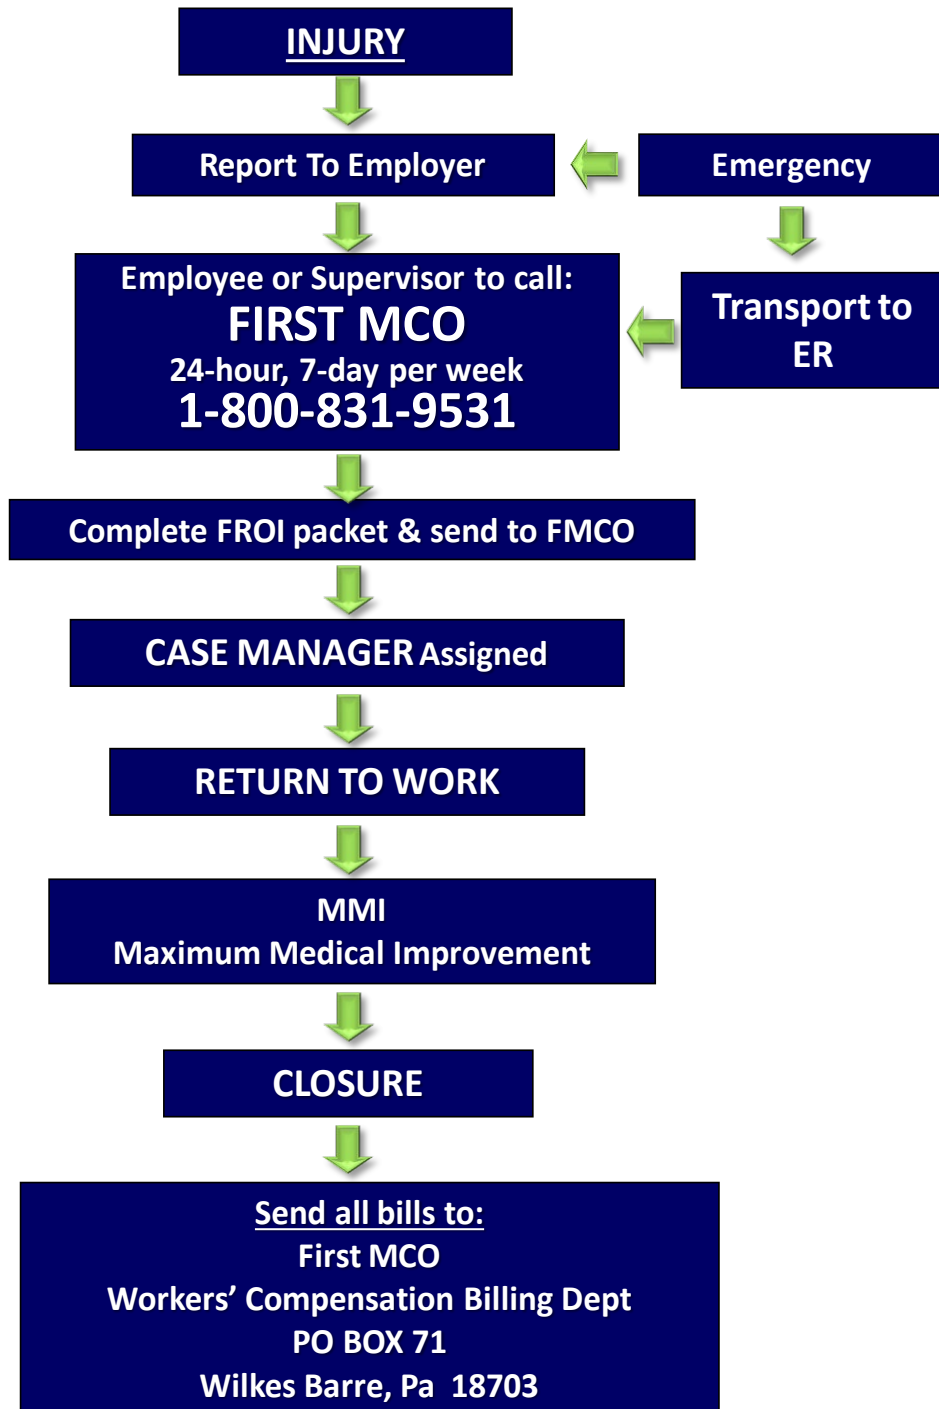 INJURY
Report To Employer
Emergency
Employee or Supervisor to call:
FIRST MCO
24-hour, 7-day per week
1-800-831-9531
Transport to
ER
Complete FROI packet & send to FMCO
CASE MANAGER Assigned
RETURN TO WORK
MMI
Maximum Medical Improvement
CLOSURE
Send all bills to:
First MCO
Workers’ Compensation Billing Dept
PO BOX 71
Wilkes Barre, Pa  18703